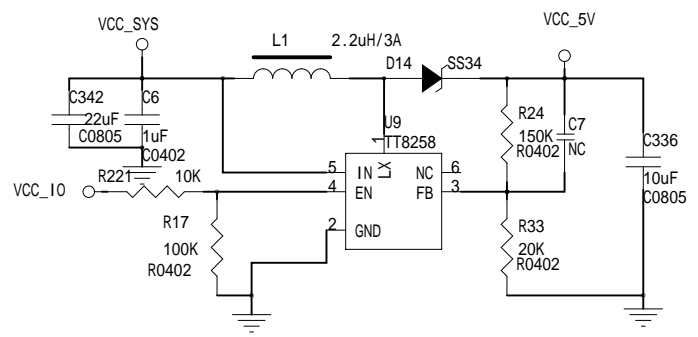 VCC_SYS
L1 2.2uH/3A
VCC_5V
D14 SS34
C342
22uF
C0805
C6
1uF
C0402
U9
TT8258
1
LX
5 IN
4 EN
2 GND
NC 6
FB 3
R24
150K
R0402
C7
NC
C336
10uF
C0805
R221 10K
VCC_IO
R17
100K
R0402
R33
20K
R0402